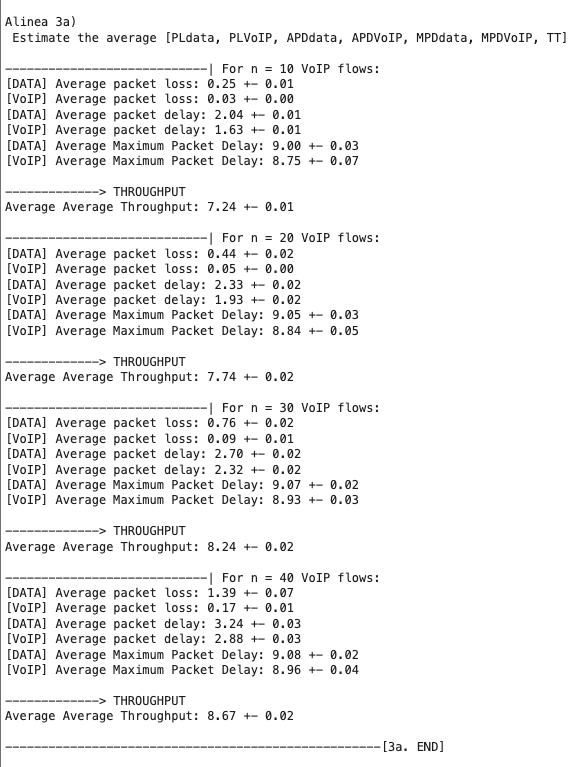 Alinea 3a)
Estimate the average [PLdata, PLVoIP, APDdata, APDVoIP, MPDdata, MPDVoIP, TT]
----------------------------| For n = 10 VoIP flows:
[DATA] Average packet loss: 0.25 +- 0.01
[VoIP] Average packet loss: 0.03 +- 0.00
[DATA] Average packet delay: 2.04 +- 0.01
[VoIP] Average packet delay: 1.63 +- 0.01
[DATA] Average Maximum Packet Delay: 9.00 +- 0.03
[VoIP] Average Maximum Packet Delay: 8.75 +- 0.07
-------------> THROUGHPUT
Average Average Throughput: 7.24 +- 0.01
----------------------------| For n = 20 VoIP flows:
[DATA] Average packet loss: 0.44 +- 0.02
[VoIP] Average packet loss: 0.05 +- 0.00
[DATA] Average packet delay: 2.33 +- 0.02
[VoIP] Average packet delay: 1.93 +- 0.02
[DATA] Average Maximum Packet Delay: 9.05 +- 0.03
[VoIP] Average Maximum Packet Delay: 8.84 +- 0.05
-------------> THROUGHPUT
Average Average Throughput: 7.74 +- 0.02
----------------------------| For n = 30 VoIP flows:
[DATA] Average packet loss: 0.76 +- 0.02
[VoIP] Average packet loss: 0.09 +- 0.01
[DATA] Average packet delay: 2.70 +- 0.02
[VoIP] Average packet delay: 2.32 +- 0.02
[DATA] Average Maximum Packet Delay: 9.07 +- 0.02
[VoIP] Average Maximum Packet Delay: 8.93 +- 0.03
-------------> THROUGHPUT
Average Average Throughput: 8.24 +- 0.02
----------------------------| For n = 40 VoIP flows:
[DATA] Average packet loss: 1.39 +- 0.07
[VoIP] Average packet loss: 0.17 +- 0.01
[DATA] Average packet delay: 3.24 +- 0.03
[VoIP] Average packet delay: 2.88 +- 0.03
[DATA] Average Maximum Packet Delay: 9.08 +- 0.02
[VoIP] Average Maximum Packet Delay: 8.96 +- 0.04
-------------> THROUGHPUT
Average Average Throughput: 8.67 +- 0.02
----------------------------------------------------[3a. END]